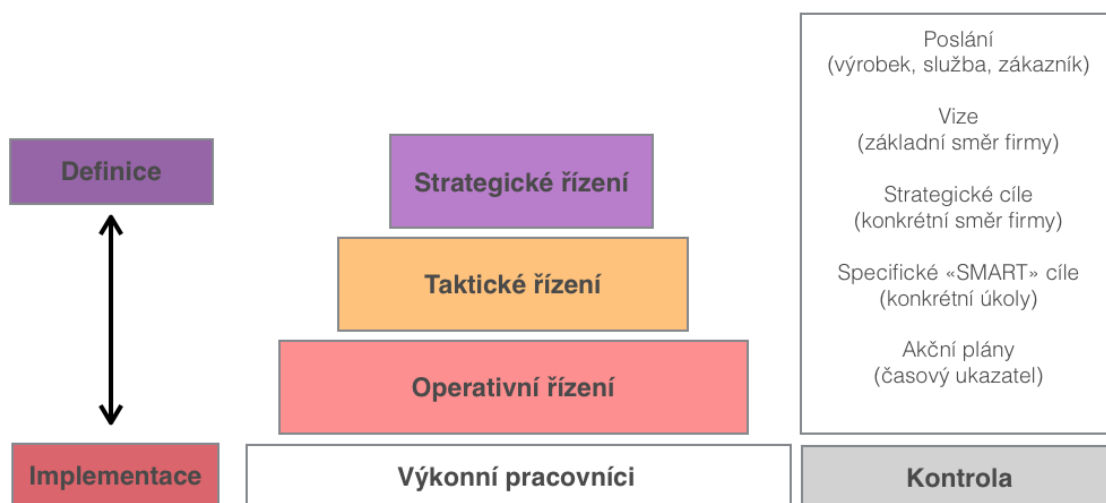 Definice
Implementace
Strategické řízení
Taktické řízení
Operativní řízení
Výkonní pracovníci
Poslání
(výrobek, služba, zákazník)
Vize
(základní směr firmy)
Strategické cíle
(konkrétní směr firmy)
Specifické «SMART» cíle
(konkrétní úkoly)
Akční plány
(časový ukazatel)
Kontrola